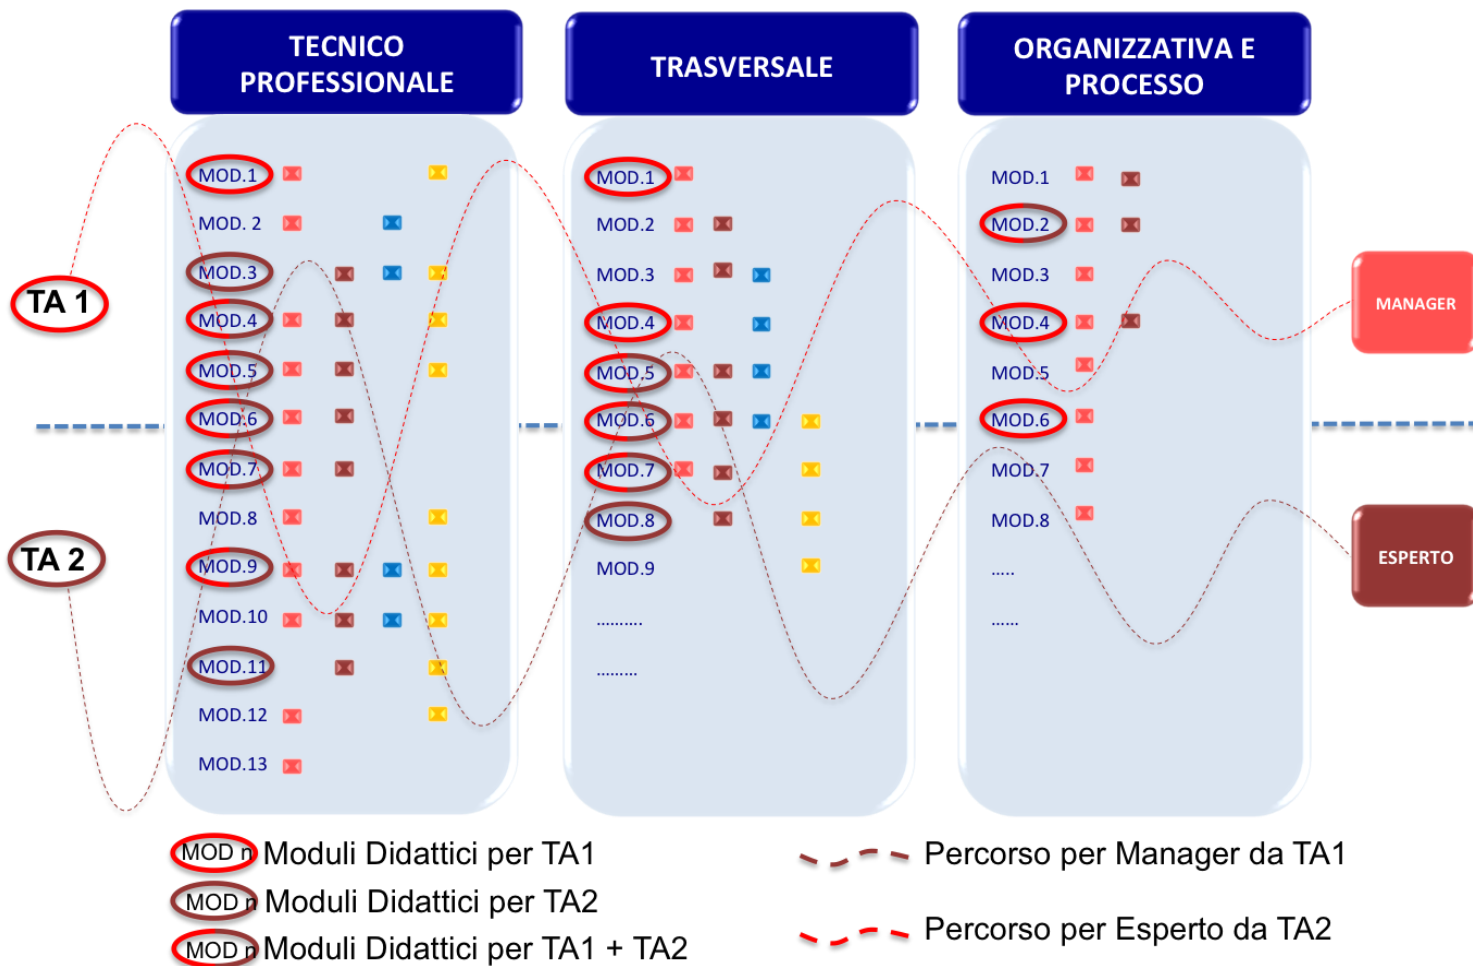 TECNICO
PROFESSIONALE
TRASVERSALE
ORGANIZZATIVA E
PROCESSO
TA 1
TA 2
MOD.1
MOD. 2
MOD.3
MOD.4
MOD.5
MOD.6
MOD.7
MOD.8
MOD.9
MOD.10
MOD.11
MOD.12
MOD.13
MOD.1
MOD.2
MOD.3
MOD.4
MOD.5
MOD.6
MOD.7
MOD.8
MOD.9
..........
.........
MOD.1
MOD.2
MOD.3
MOD.4
MOD.5
MOD.6
MOD.7
MOD.8
.....
......
MANAGER
ESPERTO
MOD n Moduli Didattici per TA1
MOD n Moduli Didattici per TA2
MOD n Moduli Didattici per TA1 + TA2
Percorso per Manager da TA1
Percorso per Esperto da TA2